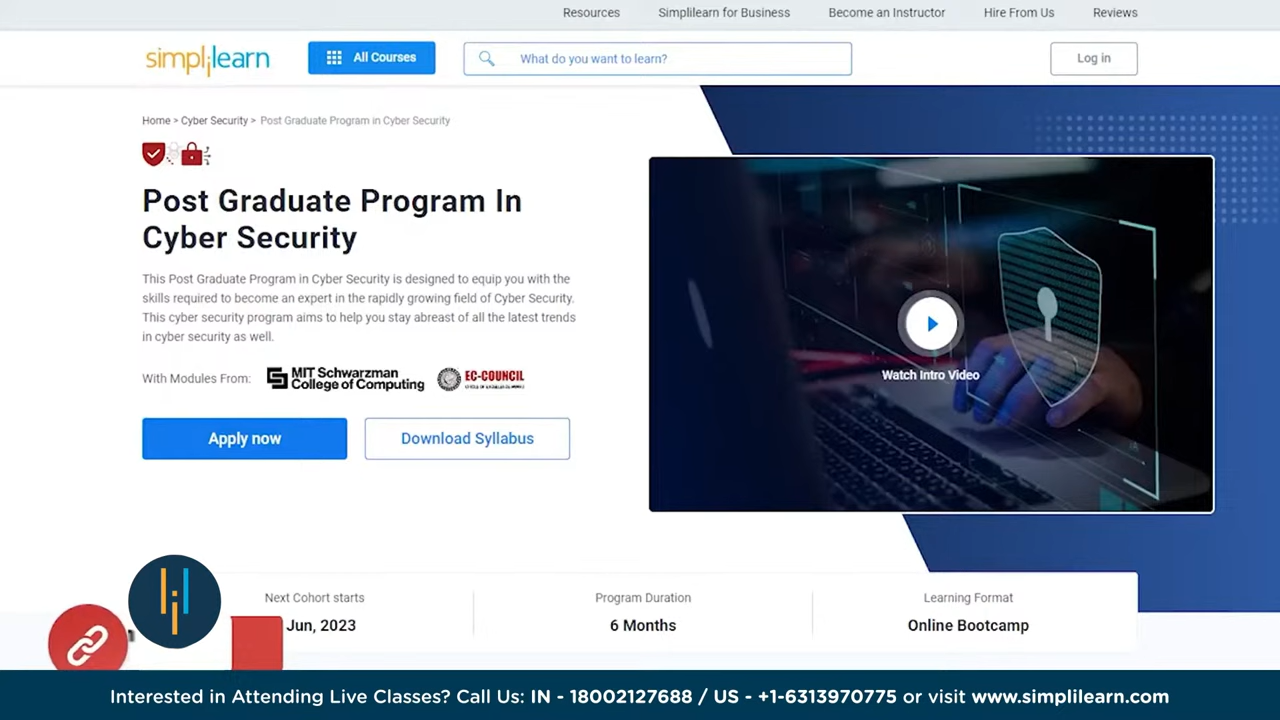 Resources Simplilearn for Business Become an Instructor Hire From Us Reviews
simplilearn All Courses What do you want to learn? Log in
Home > Cyber Security > Post Graduate Program in Cyber Security
Post Graduate Program In
Cyber Security
This Post Graduate Program in Cyber Security is designed to equip you with the
skills required to become an expert in the rapidly growing field of Cyber Security.
This cyber security program aims to help you stay abreast of all the latest trends
in cyber security as well.
With Modules From: MIT Schwarzman
College of Computing
EC-COUNCIL
Watch Intro Video
Apply now Download Syllabus
Next Cohort starts Program Duration Learning Format
Jun, 2023 6 Months Online Bootcamp
Interested in Attending Live Classes? Call Us: IN - 18002127688 / US - +1-6313970775 or visit www.simplilearn.com